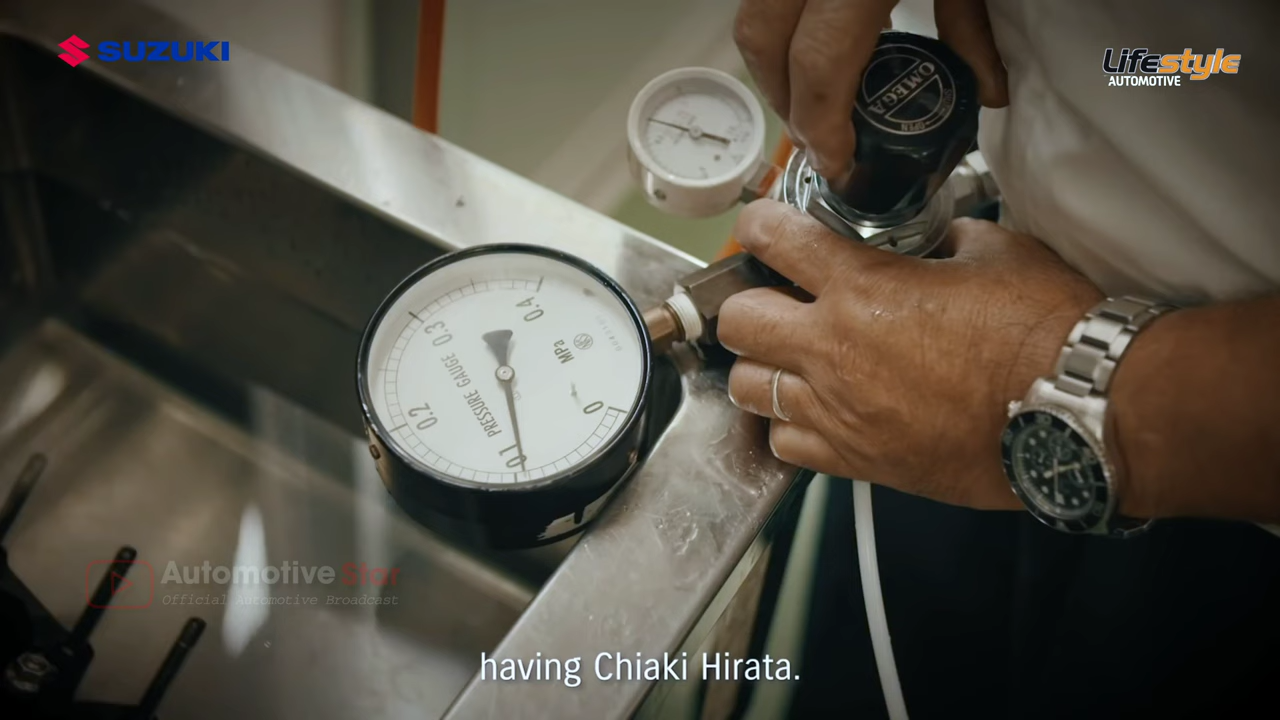 SUZUKI
Lifestyle
AUTOMOTIVE
OMEGA
OPEN
0.4
0.3
MPa
PRESSURE GAUGE
0.2
0
0.1
Automotive Star
Official Automotive Broadcast
having Chiaki Hirata.